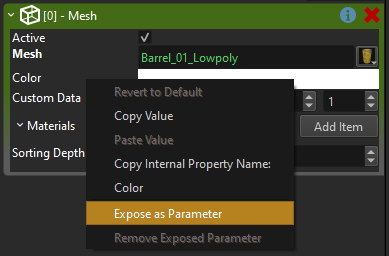 [0] - Mesh
Active
Mesh
Barrel_01_Lowpoly
Color
Custom Data
1
Materials
Add Item
Sorting Depth
Revert to Default
Copy Value
Paste Value
Copy Internal Property Name:
Color
Expose as Parameter
Remove Exposed Parameter